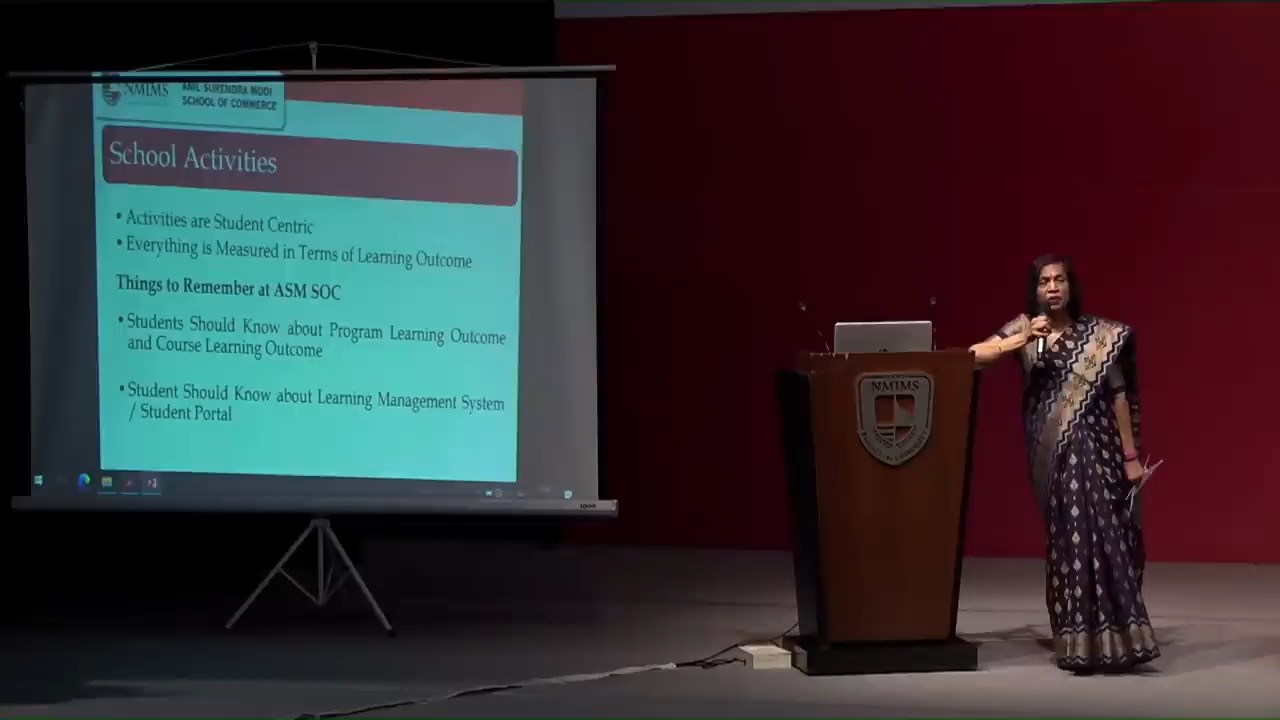 NMIMS
ANIL SURENDRA MODI
SCHOOL OF COMMERCE
School Activities
• Activities are Student Centric
• Everything is Measured in Terms of Learning Outcome
Things to Remember at ASM SOC
• Students Should Know about Program Learning Outcome
and Course Learning Outcome
• Student Should Know about Learning Management System
/ Student Portal
NMIMS